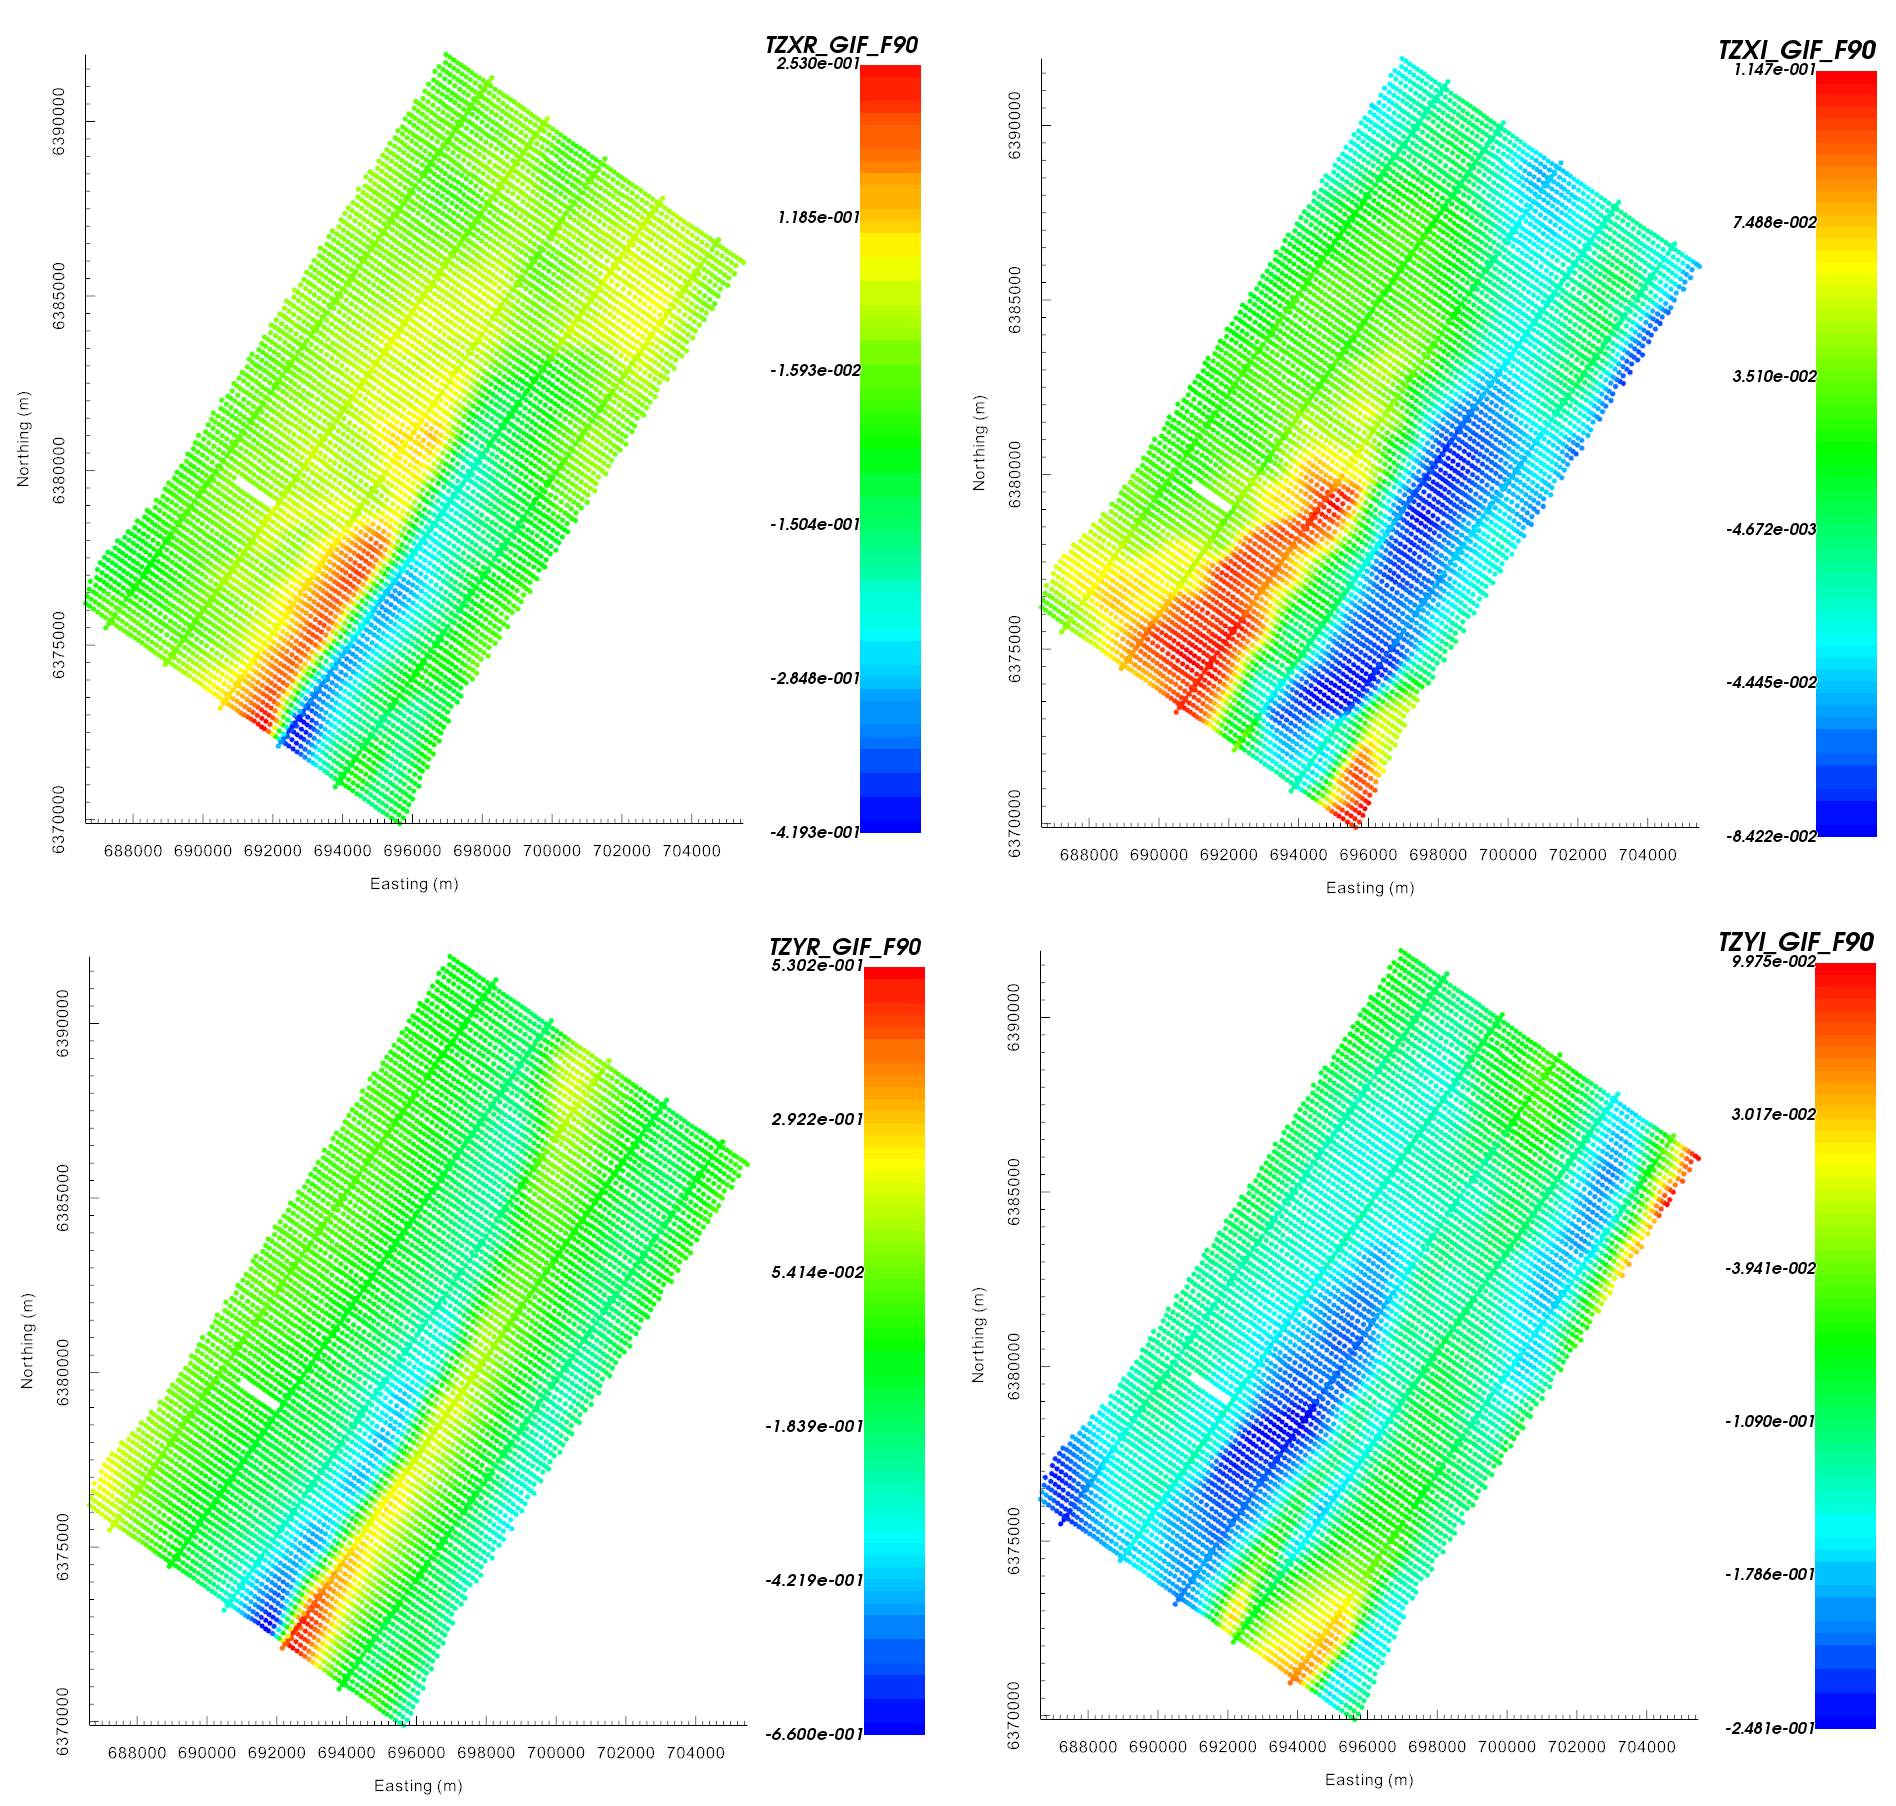 TZXR_GIF_F90
2.530e-001
1.185e-001
-1.593e-002
-1.504e-001
-2.848e-001
-4.193e-001
Northing (m)
6390000
6385000
6380000
6375000
6370000
688000 690000 692000 694000 696000 698000 700000 702000 704000
Easting (m)
TZXI_GIF_F90
1.147e-001
7.488e-002
3.510e-002
-4.672e-003
-4.445e-002
-8.422e-002
Northing (m)
6390000
6385000
6380000
6375000
6370000
688000 690000 692000 694000 696000 698000 700000 702000 704000
Easting (m)
TZYR_GIF_F90
5.302e-001
2.922e-001
5.414e-002
-1.839e-001
-4.219e-001
-6.600e-001
Northing (m)
6390000
6385000
6380000
6375000
6370000
688000 690000 692000 694000 696000 698000 700000 702000 704000
Easting (m)
TZYI_GIF_F90
9.975e-002
3.017e-002
-3.941e-002
-1.090e-001
-1.786e-001
-2.481e-001
Northing (m)
6390000
6385000
6380000
6375000
6370000
688000 690000 692000 694000 696000 698000 700000 702000 704000
Easting (m)